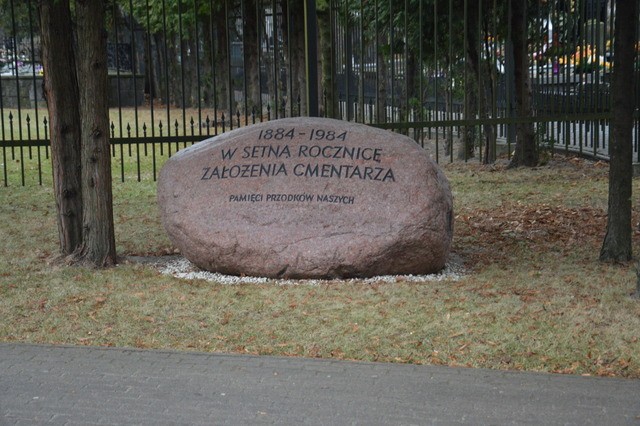 1884-1984
W SETNĄ ROCZNICĘ
ZAŁOŻENIA CMENTARZA
PAMIĘCI PRZODKÓW NASZYCH